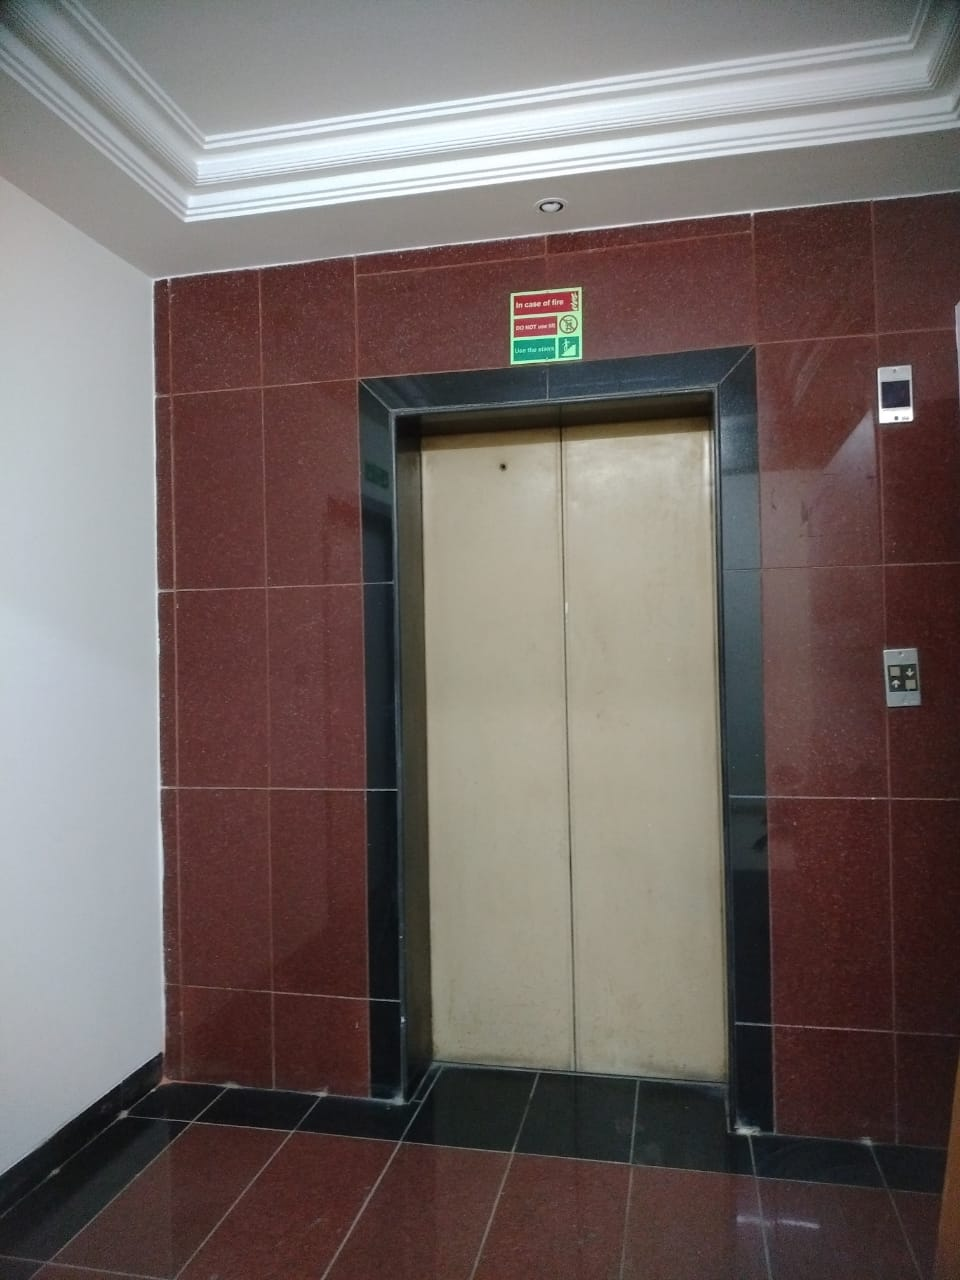 In case of fire
DO NOT use lift
Use the stairs